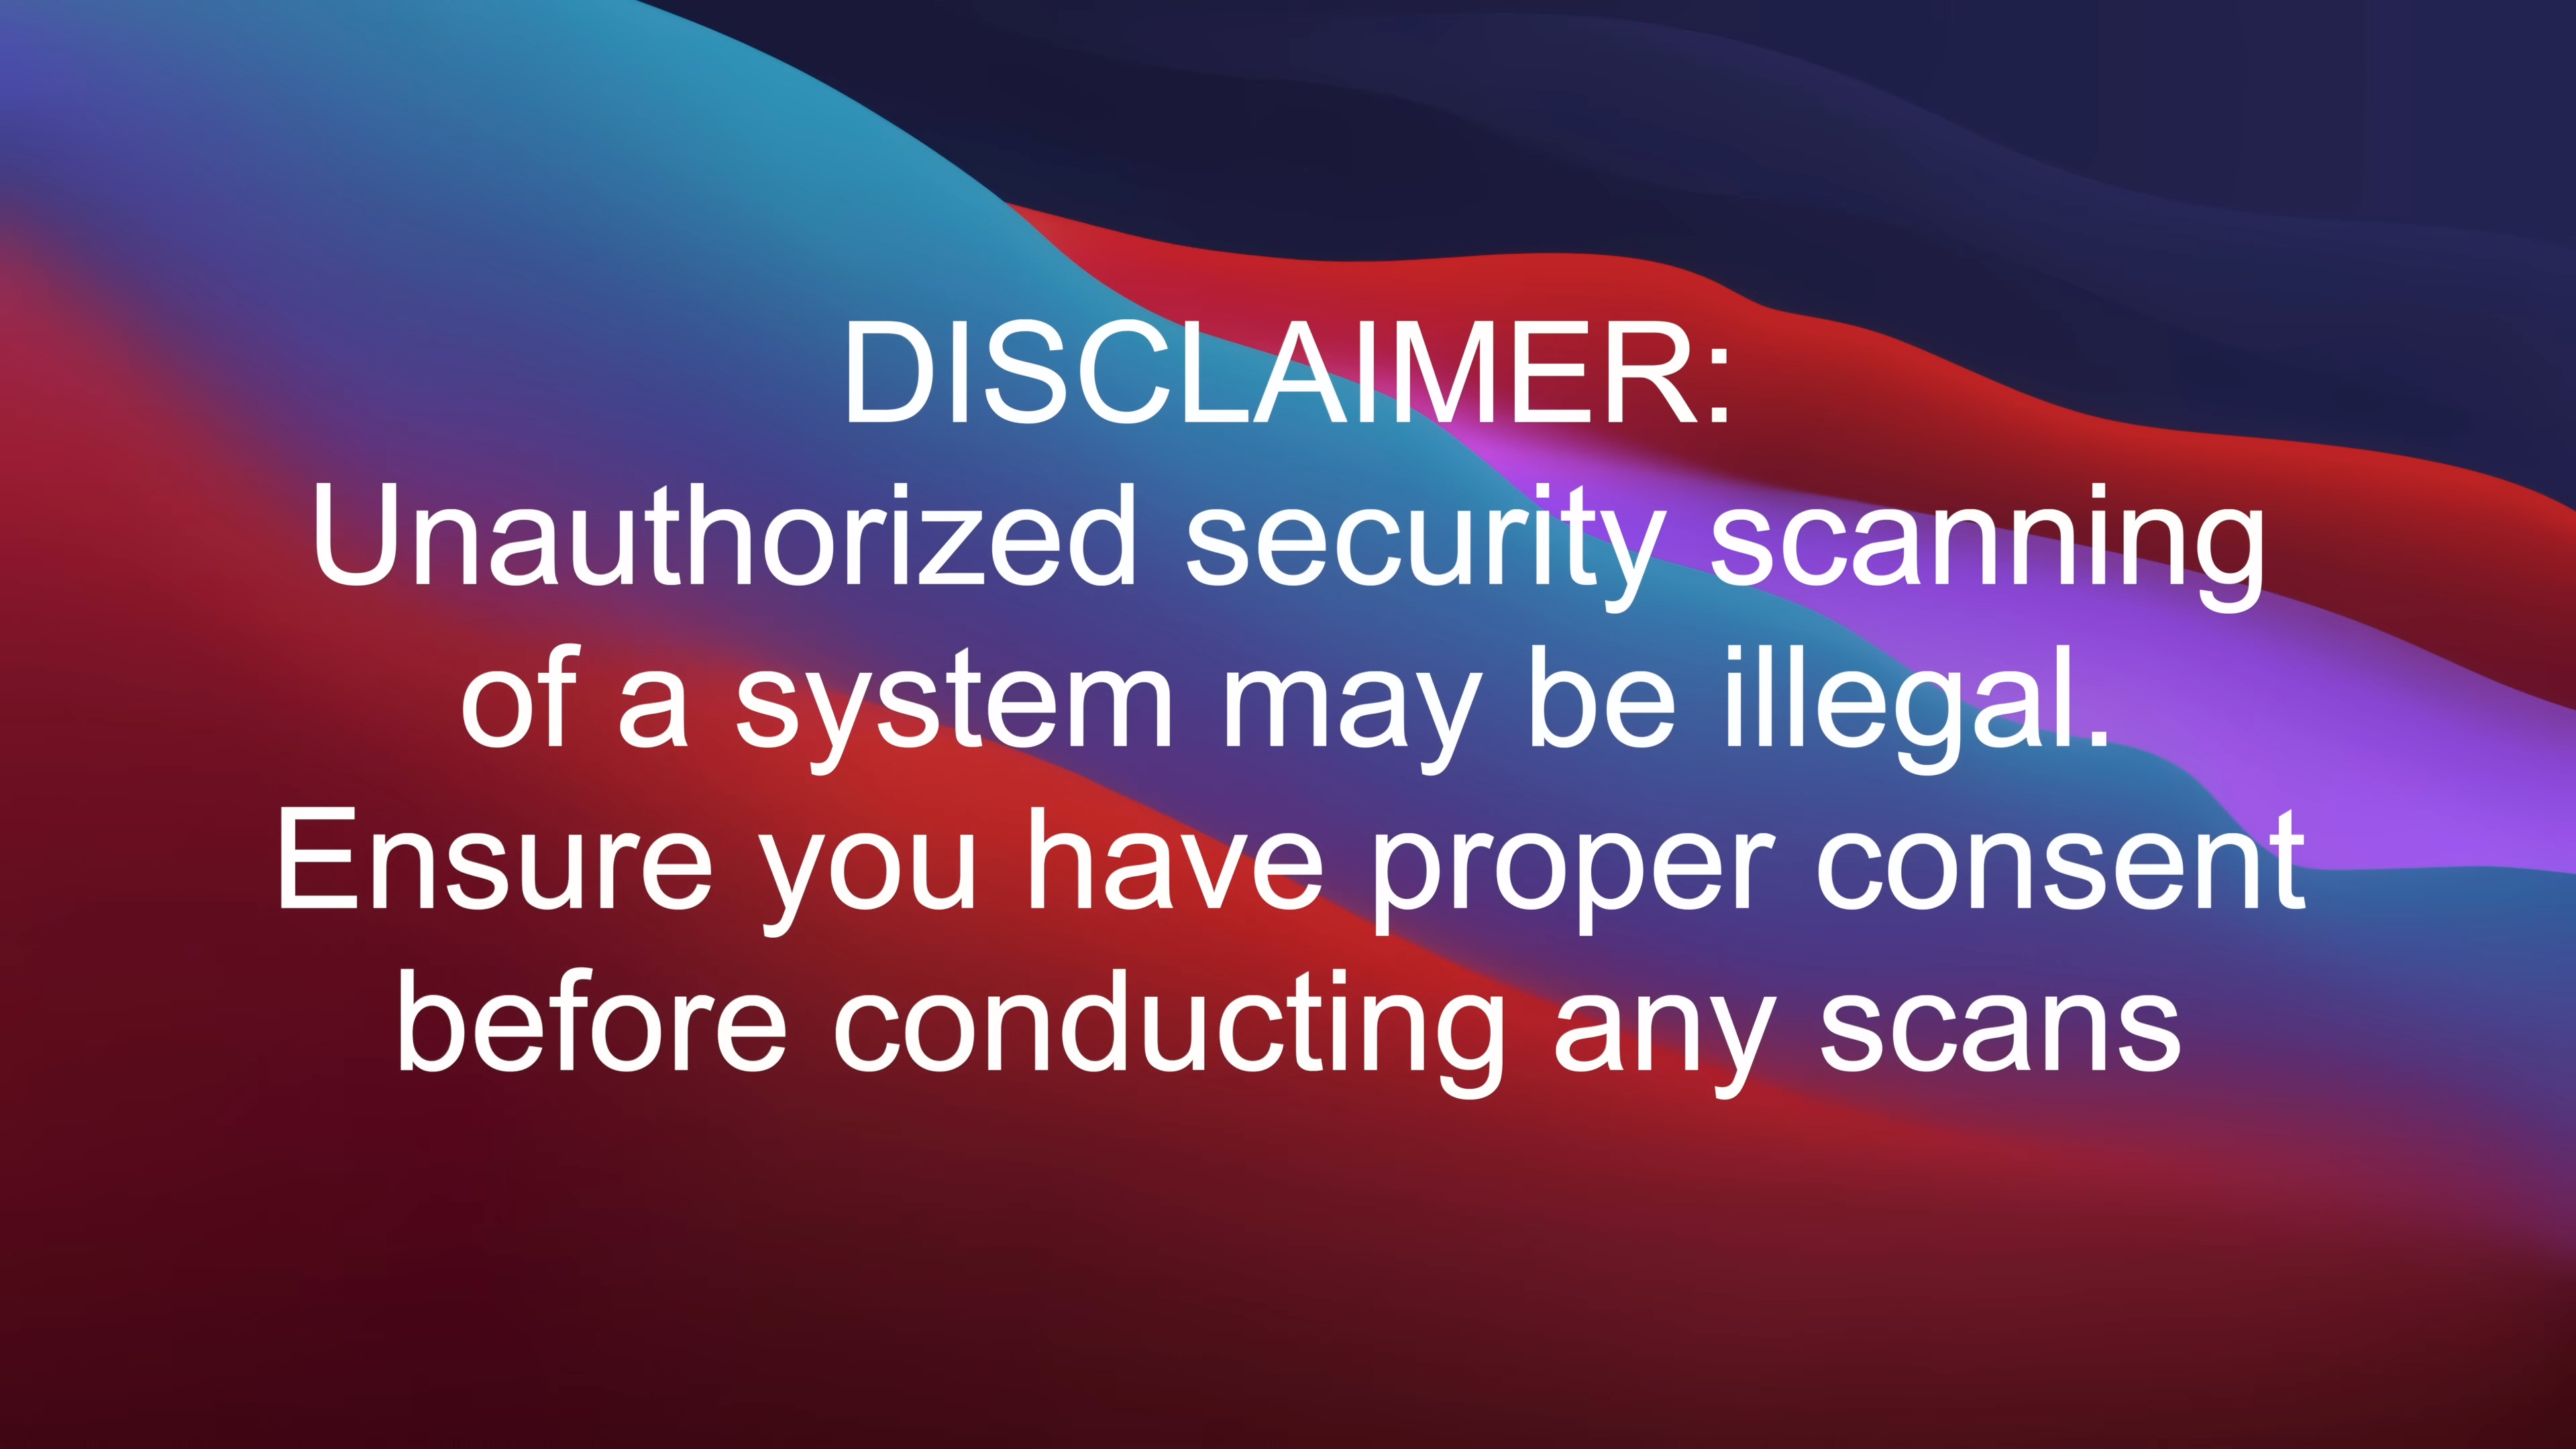 DISCLAIMER:
Unauthorized security scanning
of a system may be illegal.
Ensure you have proper consent
before conducting any scans